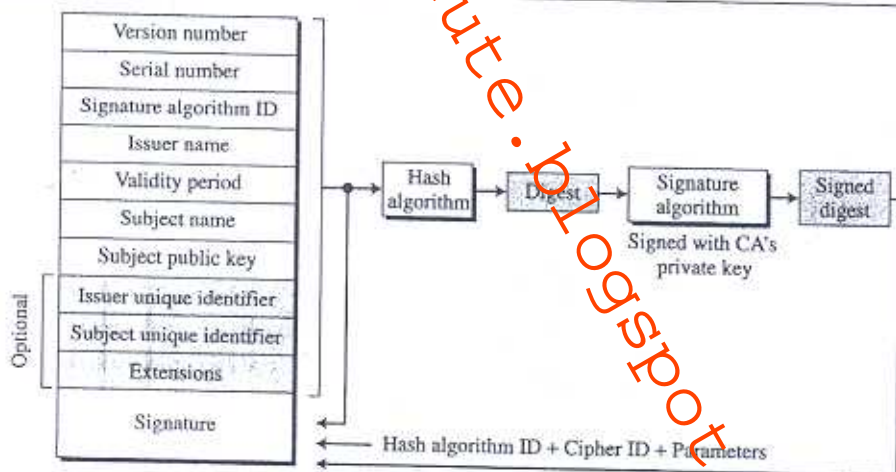 Version number
Serial number
Signature algorithm ID
Issuer name
Validity period
Subject name
Subject public key
Issuer unique identifier
Subject unique identifier
Extensions
Signature
Optional
Hash
algorithm
Digest
Signature
algorithm
Signed with CA's
private key
Signed
digest
Hash algorithm ID + Cipher ID + Parameters
ute.blogspot